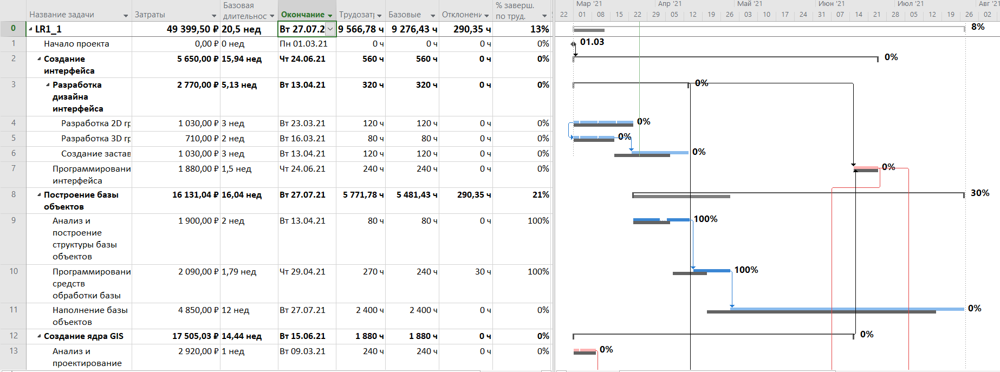 Название задачи Затраты Базовая длительнос Окончание Трудозат Базовые Отклонени % заверш. по труд.
Мар '21 Апр '21 Май '21 Июн '21 Июл '21 Авг '21
22 01 08 15 22 29 05 12 19 26 03 10 17 24 31 07 14 21 28 05 12 19 26 02
0 LR1_1 49 399,50 ₽ 20,5 нед Вт 27.07.2 9 566,78 ч 9 276,43 ч 290,35 ч 13% 8%
1 Начало проекта 0,00 ₽ 0 нед Пн 01.03.21 0 ч 0 ч 0 ч 0% 01.03
2 Создание 5 650,00 ₽ 15,94 нед Чт 24.06.21 560 ч 560 ч 0 ч 0% 0%
интерфейса
3 Разработка 2 770,00 ₽ 5,13 нед Вт 13.04.21 320 ч 320 ч 0 ч 0% 0%
дизайна
интерфейса
4 Разработка 2D гр 1 030,00 ₽ 3 нед Вт 23.03.21 120 ч 120 ч 0 ч 0% 0%
5 Разработка 3D гр 710,00 ₽ 2 нед Вт 16.03.21 80 ч 80 ч 0 ч 0% 0%
6 Создание застав 1 030,00 ₽ 3 нед Вт 13.04.21 120 ч 120 ч 0 ч 0% 0%
7 Программировани 1 880,00 ₽ 1,5 нед Чт 24.06.21 240 ч 240 ч 0 ч 0% 0%
интерфейса
8 Построение базы 16 131,04 ₽ 16,04 нед Вт 27.07.21 5 771,78 ч 5 481,43 ч 290,35 ч 21% 30%
объектов
9 Анализ и 1 900,00 ₽ 2 нед Вт 13.04.21 80 ч 80 ч 0 ч 100% 100%
построение
структуры базы
объектов
10 Программировани 2 090,00 ₽ 1,79 нед Чт 29.04.21 270 ч 240 ч 30 ч 100% 100%
средств
обработки базы
11 Наполнение базы 4 850,00 ₽ 12 нед Вт 27.07.21 2 400 ч 2 400 ч 0 ч 0% 0%
объектов
12 Создание ядра GIS 17 505,03 ₽ 14,44 нед Вт 15.06.21 1 880 ч 1 880 ч 0 ч 0% 0%
13 Анализ и 2 920,00 ₽ 1 нед Вт 09.03.21 240 ч 240 ч 0 ч 0% 0%
проектирование